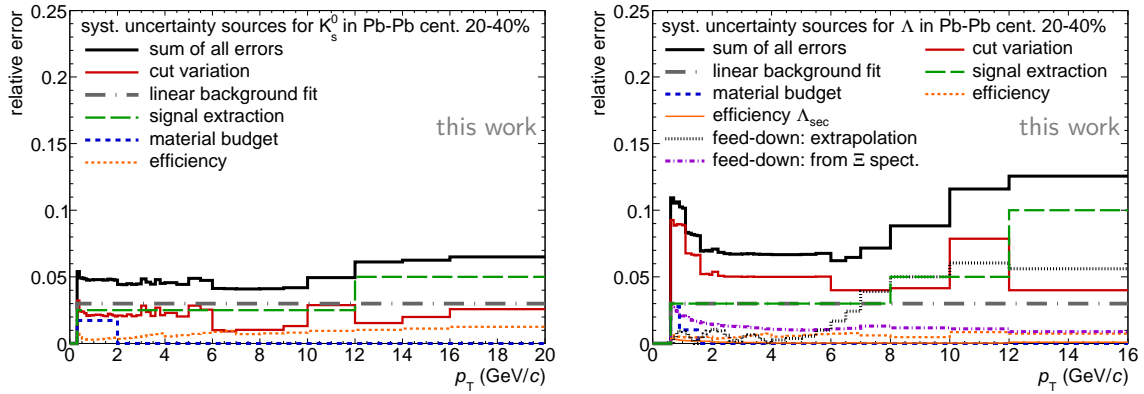 syst. uncertainty sources for K⁰ₛ in Pb-Pb cent. 20-40%
sum of all errors
cut variation
linear background fit
signal extraction
material budget
efficiency
this work
relative error
0.25
0.2
0.15
0.1
0.05
0
0 2 4 6 8 10 12 14 16 18 20
p_T (GeV/c)
syst. uncertainty sources for Λ in Pb-Pb cent. 20-40%
sum of all errors
cut variation
linear background fit
signal extraction
material budget
efficiency
efficiency Λ_sec
feed-down: extrapolation
feed-down: from Ξ spect.
this work
relative error
0.25
0.2
0.15
0.1
0.05
0
0 2 4 6 8 10 12 14 16
p_T (GeV/c)